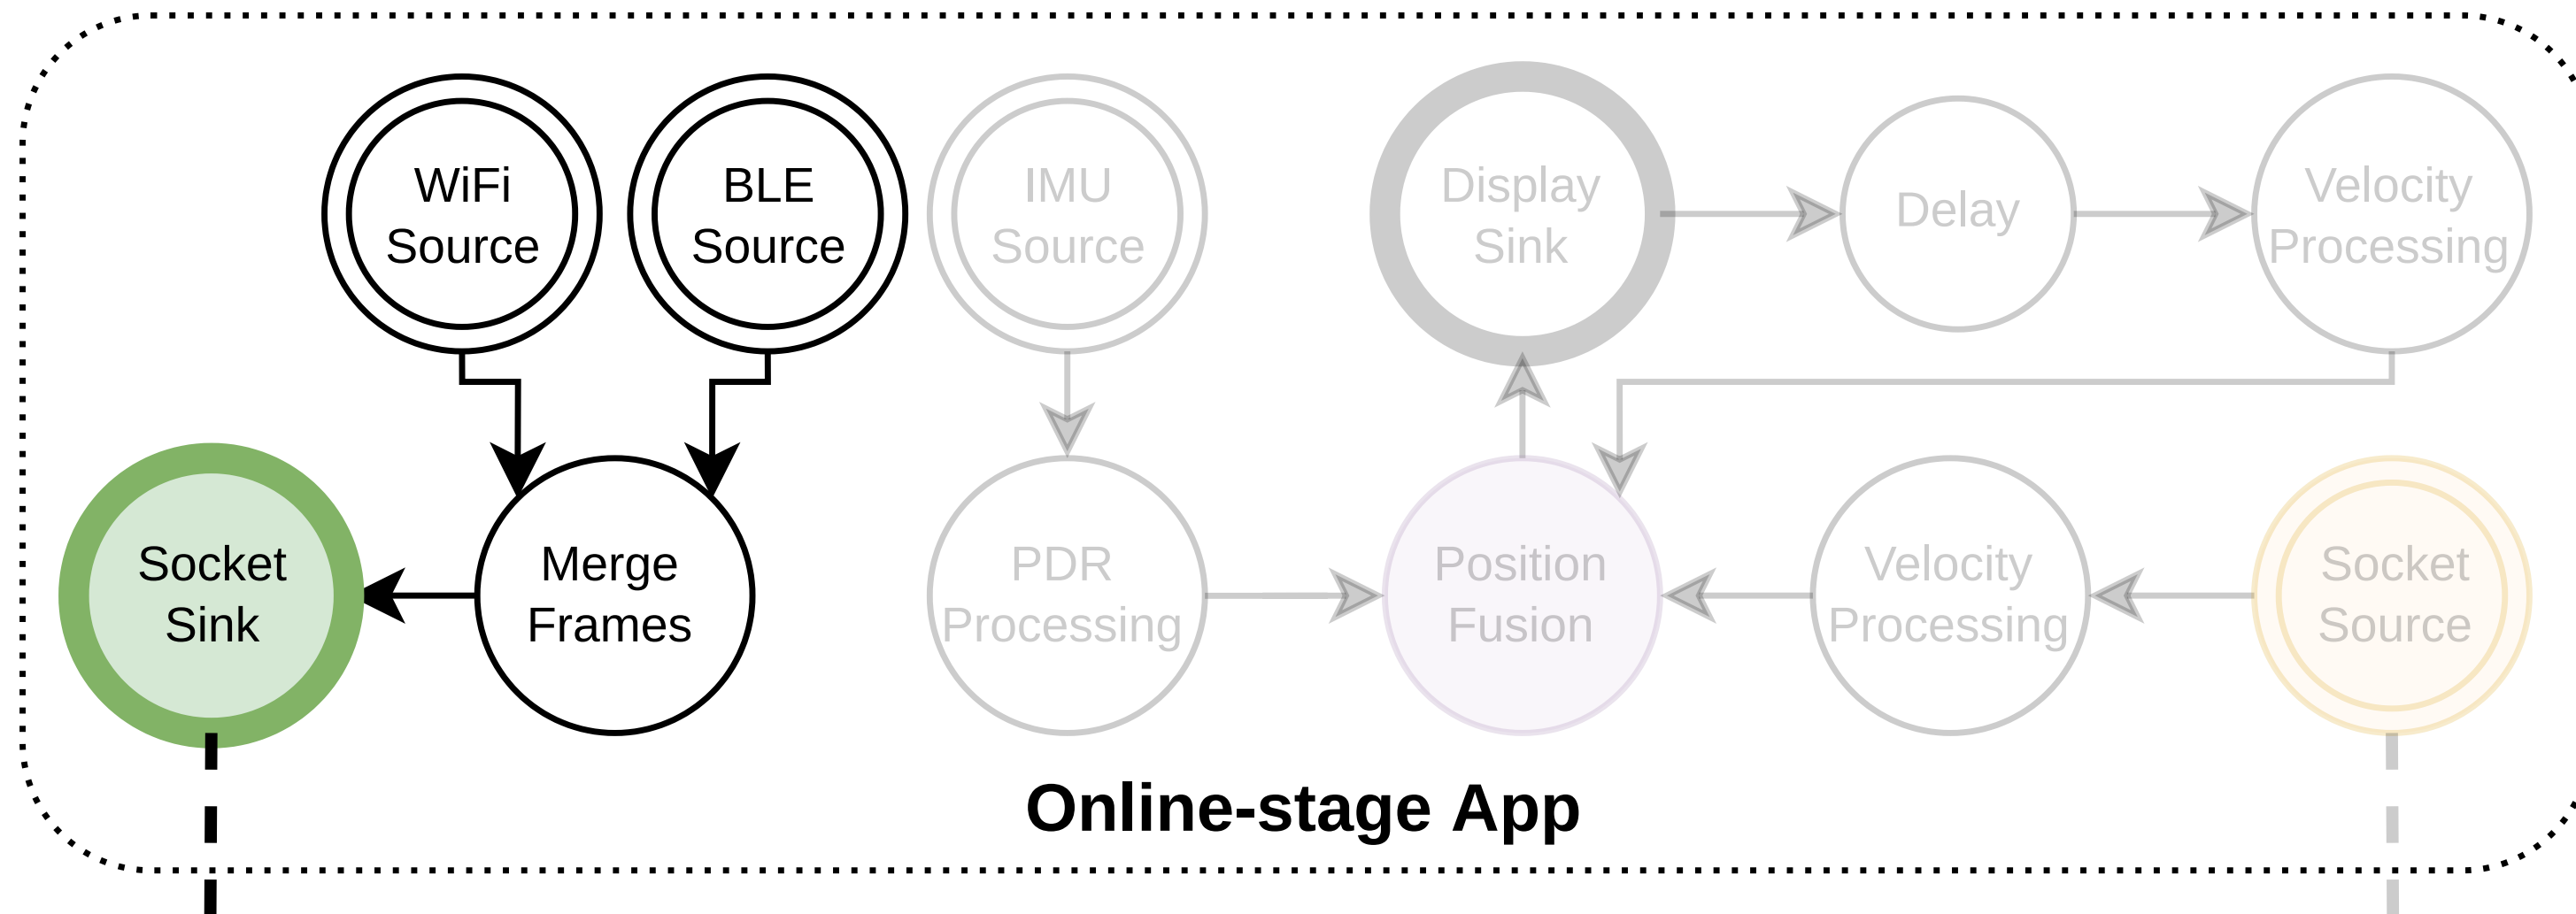 WiFi
Source
BLE
Source
IMU
Source
Display
Sink
Delay
Velocity
Processing
Socket
Sink
Merge
Frames
PDR
Processing
Position
Fusion
Velocity
Processing
Socket
Source
Online-stage App